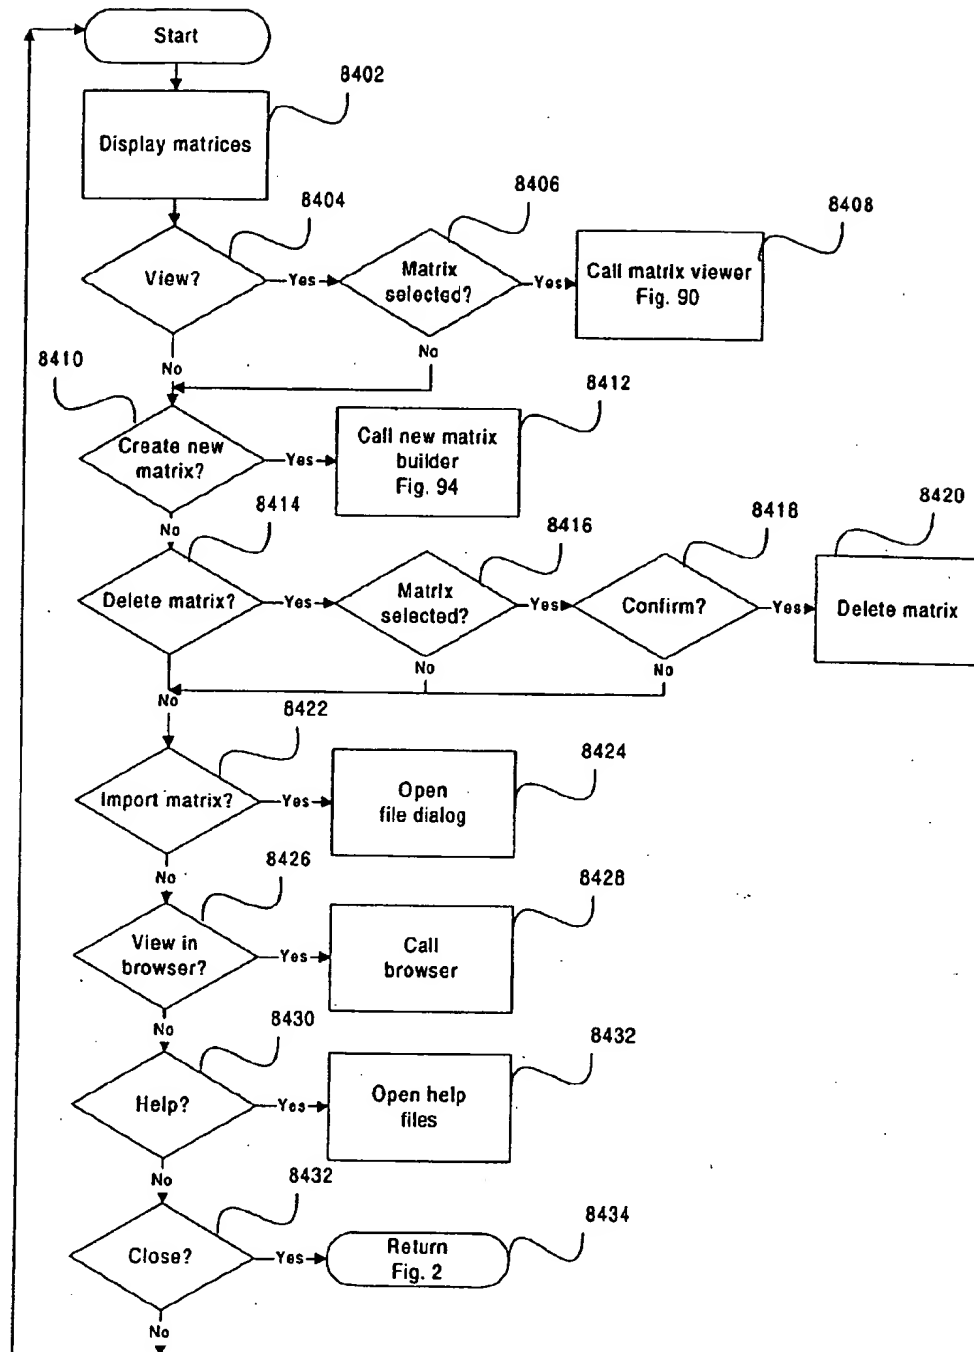 Start
8402
Display matrices
8404
8406
8408
View?
Yes
Matrix
selected?
Yes
Call matrix viewer
Fig. 90
No
No
8410
8412
Create new
matrix?
Yes
Call new matrix
builder
Fig. 94
No
8414
8416
8418
8420
Delete matrix?
Yes
Matrix
selected?
Yes
Confirm?
Yes
Delete matrix
No
No
No
8422
8424
Import matrix?
Yes
Open
file dialog
No
8426
8428
View in
browser?
Yes
Call
browser
No
8430
8432
Help?
Yes
Open help
files
No
8432
8434
Close?
Yes
Return
Fig. 2
No